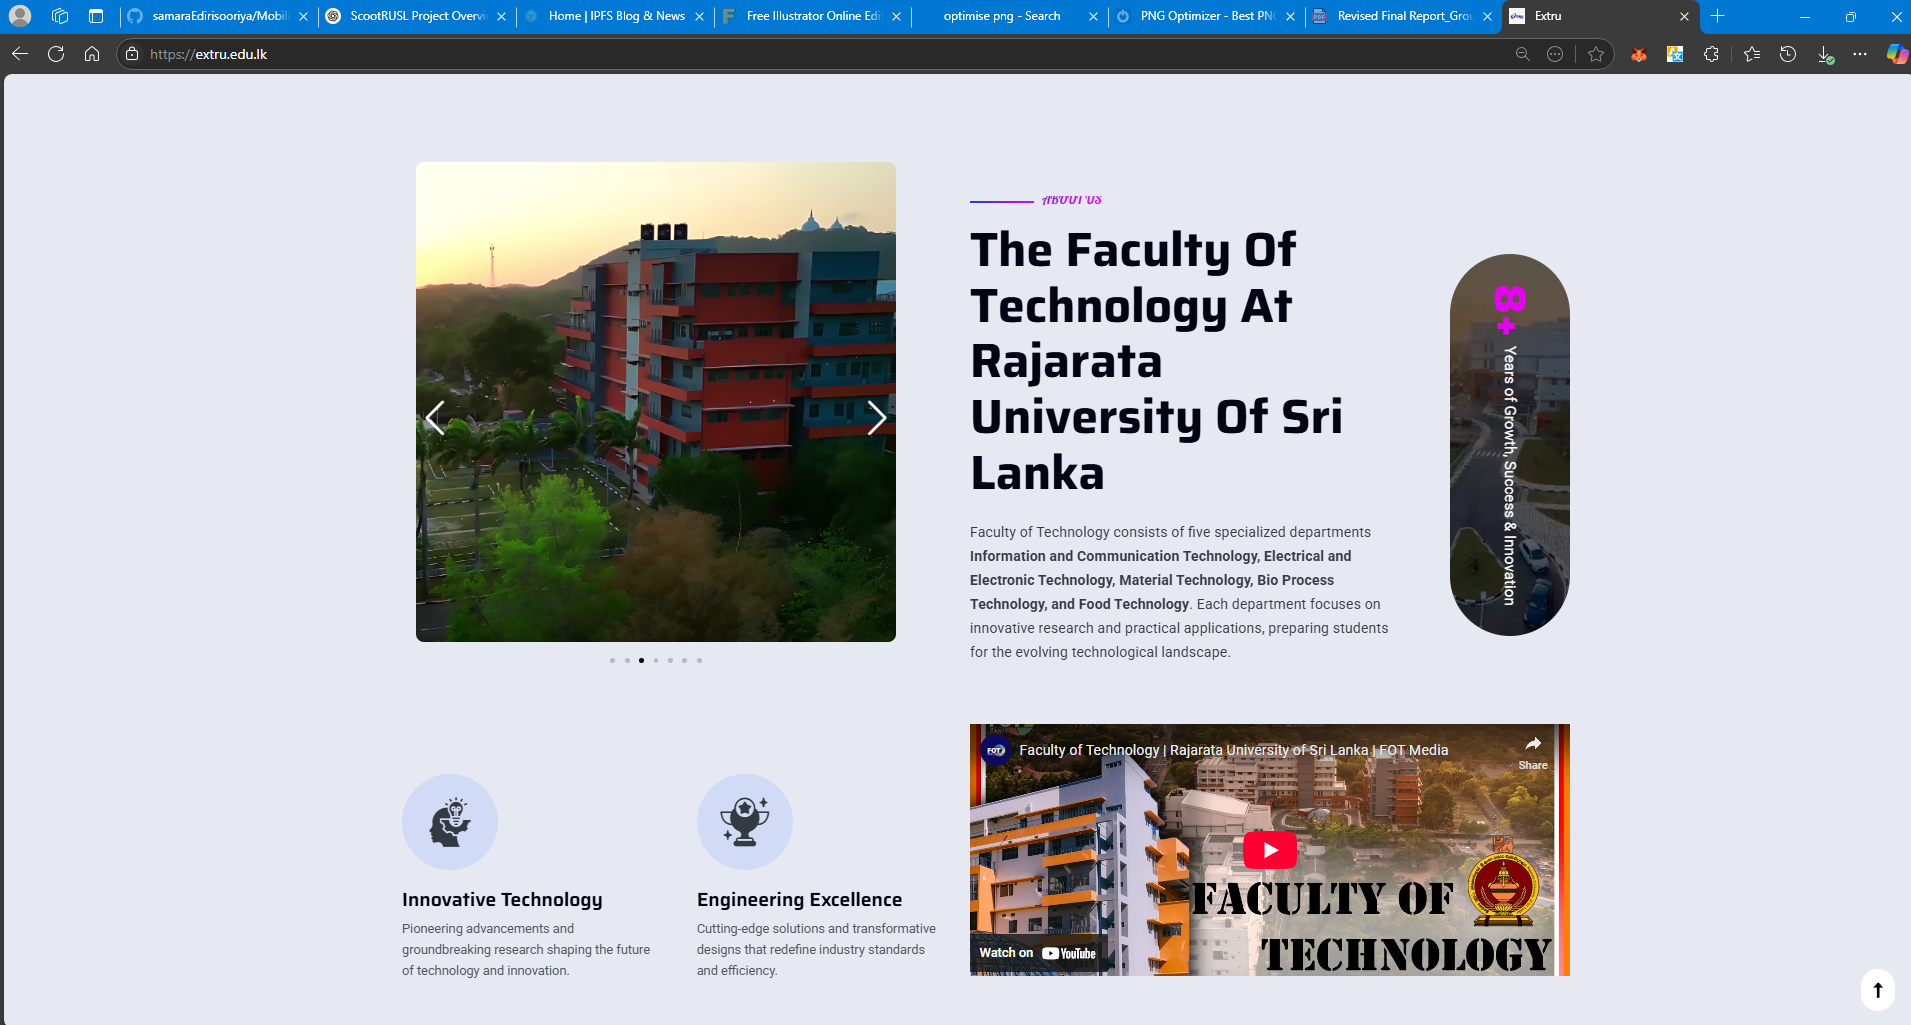 samaraEdirisooriya/Mobil
ScootRUSL Project Overvi
Home | IPFS Blog & News
Free Illustrator Online Edi
optimise png - Search
PNG Optimizer - Best PN
Revised Final Report_Gro
Extru
https://extru.edu.lk
ABOUT US
The Faculty Of
Technology At
Rajarata
University Of Sri
Lanka
Faculty of Technology consists of five specialized departments
Information and Communication Technology, Electrical and
Electronic Technology, Material Technology, Bio Process
Technology, and Food Technology. Each department focuses on
innovative research and practical applications, preparing students
for the evolving technological landscape.
8+ Years of Growth, Success & Innovation
Innovative Technology
Pioneering advancements and
groundbreaking research shaping the future
of technology and innovation.
Engineering Excellence
Cutting-edge solutions and transformative
designs that redefine industry standards
and efficiency.
FOT
Faculty of Technology | Rajarata University of Sri Lanka | FOT Media
Share
FACULTY OF
TECHNOLOGY
Watch on YouTube